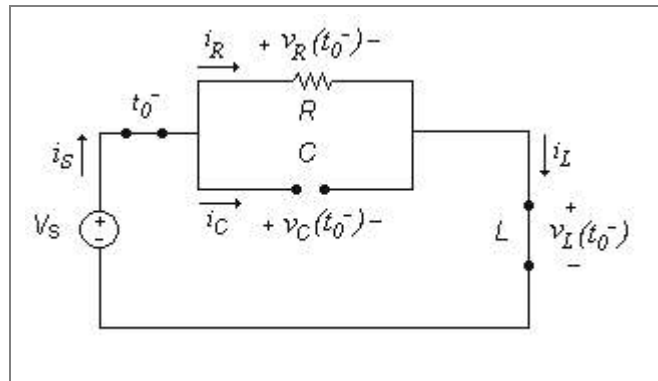 i_R + v_R(t_0^-) −
t_0^-
R
i_S
C
i_L
i_C + v_C(t_0^-) −
V_S + −
L
+
v_L(t_0^-)
−